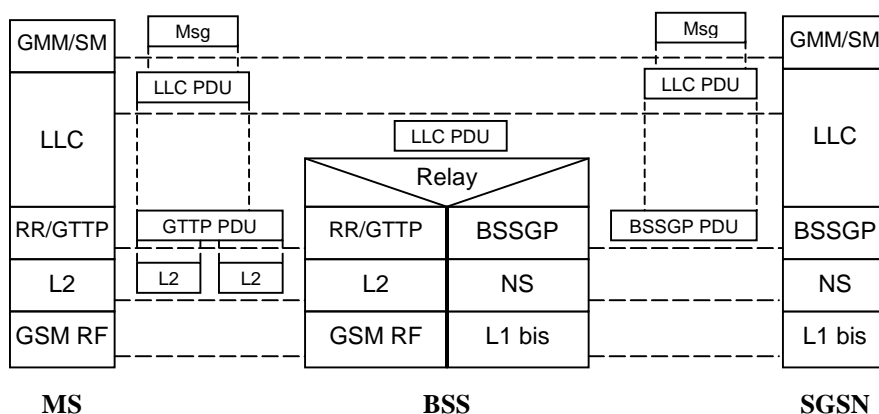 GMM/SM Msg Msg GMM/SM
LLC PDU LLC PDU
LLC LLC PDU LLC
Relay
RR/GTTP GTTP PDU RR/GTTP BSSGP BSSGP PDU BSSGP
L2 L2 L2 L2 NS NS
GSM RF GSM RF L1 bis L1 bis
MS BSS SGSN